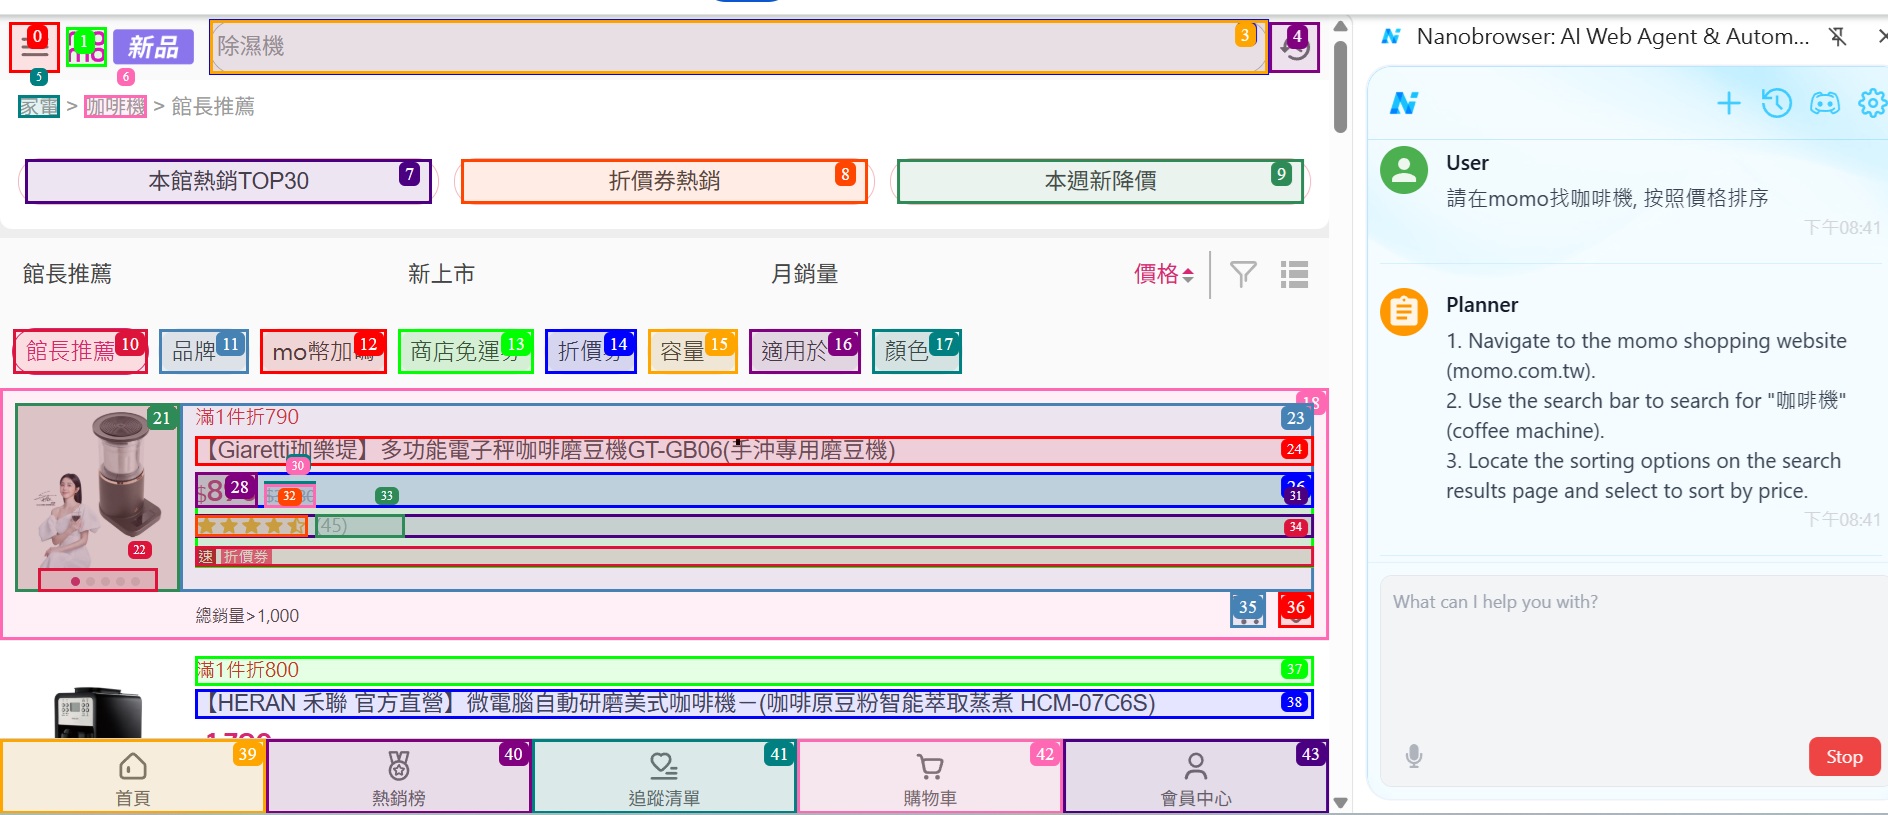 0
1
momo
新品
除濕機
3
4
5
6
家電 > 咖啡機 > 館長推薦
本館熱銷TOP30
7
折價券熱銷
8
本週新降價
9
館長推薦
新上市
月銷量
價格
館長推薦
10
品牌
11
mo幣加
12
商店免運
13
折價
14
容量
15
適用於
16
顏色
17
18
21
22
滿1件折790
23
【Giaretti珈樂堤】多功能電子秤咖啡磨豆機GT-GB06(手沖專用磨豆機)
24
30
28
32
33
26
31
(45)
34
速 折價券
總銷量>1,000
35
36
滿1件折800
37
【HERAN 禾聯 官方直營】微電腦自動研磨美式咖啡機－(咖啡原豆粉智能萃取蒸煮 HCM-07C6S)
38
首頁
39
熱銷榜
40
追蹤清單
41
購物車
42
會員中心
43
Nanobrowser: AI Web Agent & Autom...
User
請在momo找咖啡機, 按照價格排序
下午08:41
Planner
1. Navigate to the momo shopping website
(momo.com.tw).
2. Use the search bar to search for "咖啡機"
(coffee machine).
3. Locate the sorting options on the search
results page and select to sort by price.
下午08:41
What can I help you with?
Stop